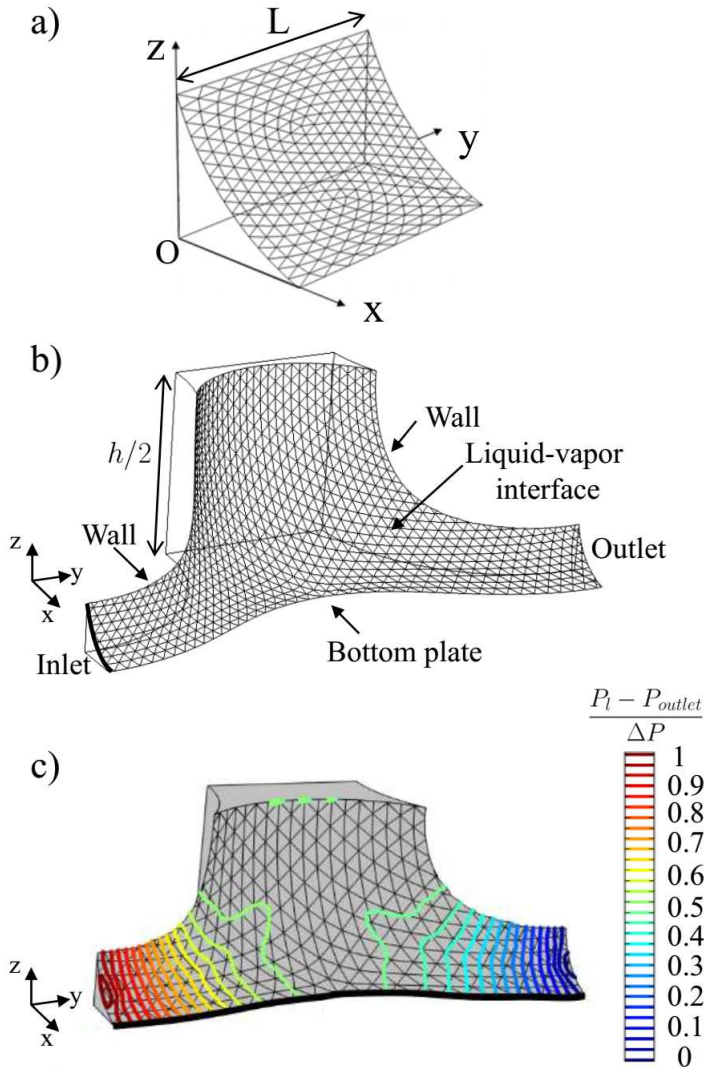 a)
L
z
y
O
x
b)
h/2
Wall
Liquid-vapor
interface
Wall
z
y
x
Outlet
Inlet
Bottom plate
c)
P_l − P_outlet
ΔP
1
0.9
0.8
0.7
0.6
0.5
0.4
0.3
0.2
0.1
0
z
y
x